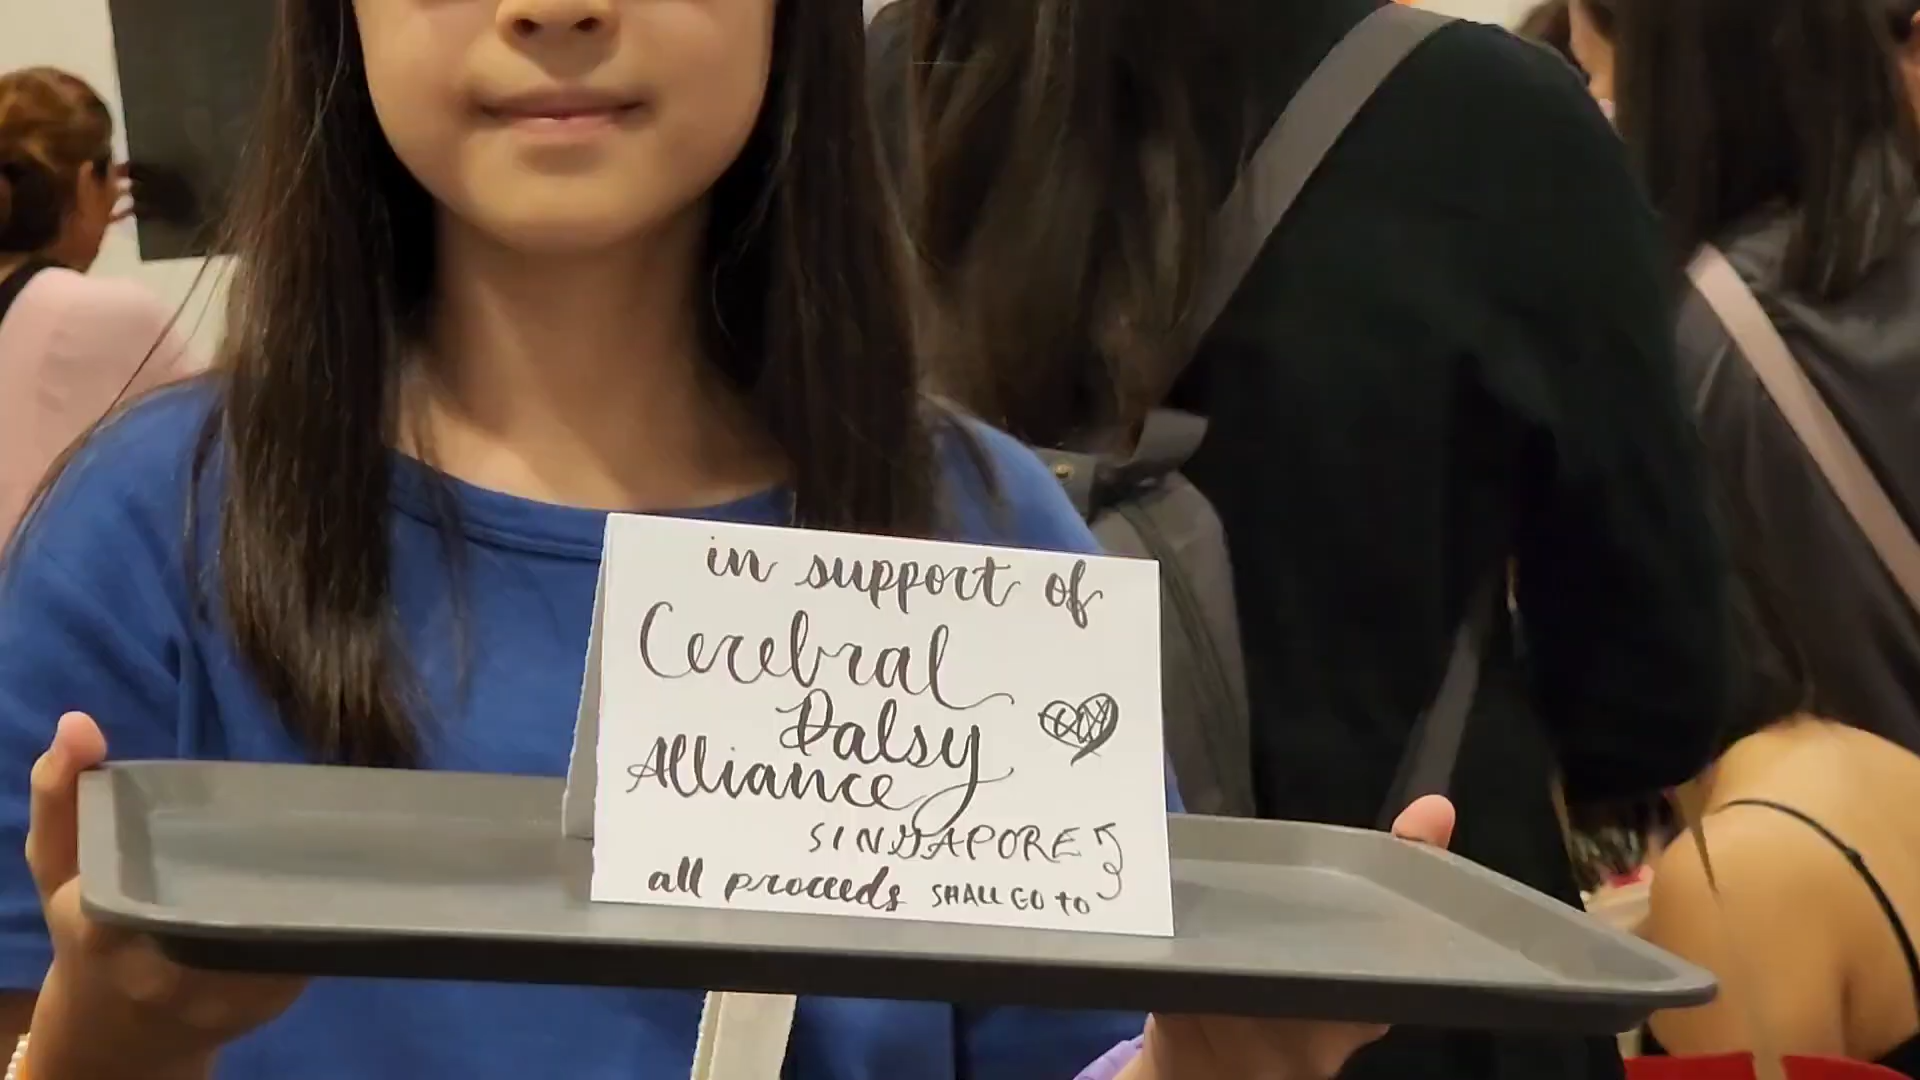 in support of
Cerebral
Palsy
Alliance
SINGAPORE
all proceeds SHALL GO to